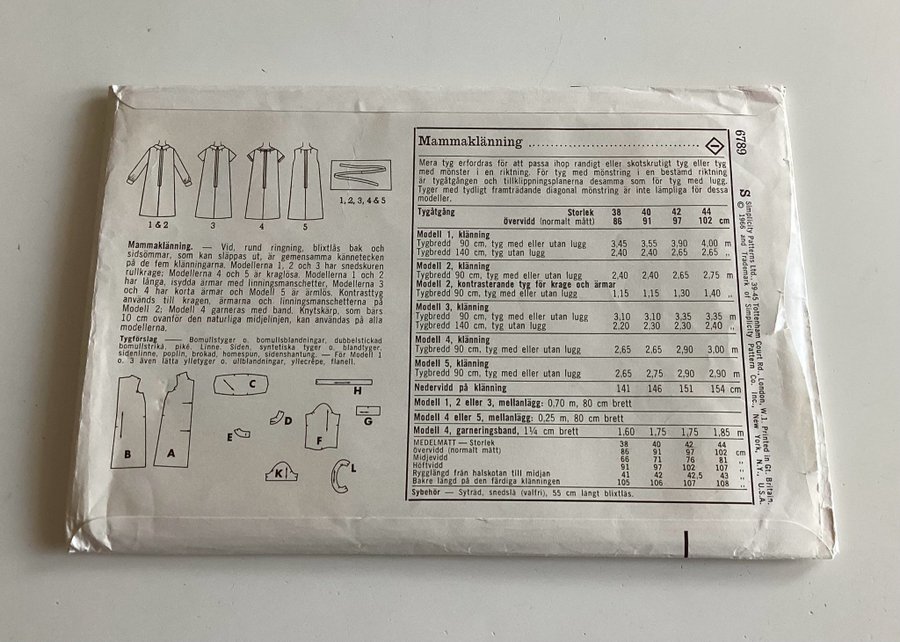 1 & 2
3
4
5
1, 2, 3, 4 & 5
Mammaklänning. — Vid, rund ringning, blixtlås bak och
sidsömmar, som kan släppas ut, är gemensamma kännetecken
på de fem klänningarna. Modellerna 1, 2 och 3 har snedskuren
rullkrage; Modellerna 4 och 5 är kraglösa. Modellerna 1 och 2
har långa, isydda ärmar med linningsmanschetter, Modellerna 3
och 4 har korta ärmar och Modell 5 är ärmlös. Kontrasttyg
används till kragen, ärmarna och linningsmanschetterna på
Modell 2; Modell 4 garneras med band. Knytskärp, som bärs
10 cm ovanför den naturliga midjelinjen, kan användas på alla
modellerna.
Tygförslag — Bomullstyger o. bomullsblandningar, dubbelstickad
bomullstrikå, piké. Linne. Siden, syntetiska tyger o. blandtyger,
sidenlinne, poplin, brokad, homespun, sidenshantung. — För Modell 1
o. 3 även lätta ylletyger o. ullblandningar, yllecrêpe, flanell.
B
A
C
D
E
F
H
G
K
L
Mammaklänning
Mera tyg erfordras för att passa ihop randigt eller skotskrutigt tyg eller tyg
med mönster i en riktning. För tyg med mönstring i en bestämd riktning
är tygåtgången och tillklippningsplanerna desamma som för tyg med lugg.
Tyger med tydligt framträdande diagonal mönstring är inte lämpliga för dessa
modeller.
Tygåtgång Storlek 38 40 42 44
övervidd (normalt mått) 86 91 97 102 cm
Modell 1, klänning
Tygbredd 90 cm, tyg med eller utan lugg 3,45 3,55 3,90 4,00 m
Tygbredd 140 cm, tyg med eller utan lugg 2,40 2,40 2,65 2,65 ,,
Modell 2, klänning
Tygbredd 90 cm, tyg med eller utan lugg 2,40 2,40 2,65 2,75 m
Modell 2, kontrasterande tyg för krage och ärmar
Tygbredd 90 cm, tyg med eller utan lugg 1,15 1,15 1,30 1,40 ,,
Modell 3, klänning
Tygbredd 90 cm, tyg med eller utan lugg 3,10 3,10 3,35 3,35 m
Tygbredd 140 cm, tyg utan lugg 2,20 2,30 2,30 2,40 ,,
Modell 4, klänning
Tygbredd 90 cm, tyg med eller utan lugg 2,65 2,65 2,90 3,00 m
Modell 5, klänning
Tygbredd 90 cm, tyg med eller utan lugg 2,65 2,75 2,90 2,90 m
Nedervidd på klänning 141 146 151 154 cm
Modell 1, 2 eller 3, mellanlägg: 0,70 m, 80 cm brett
Modell 4 eller 5, mellanlägg: 0,25 m, 80 cm brett
Modell 4, garneringsband, 1¼ cm brett 1,60 1,75 1,75 1,85 m
MEDELMÅTT — Storlek 38 40 42 44
övervidd (normalt mått) 86 91 97 102 cm
Midjevidd 66 71 76 81 ,,
Höftvidd 91 97 102 107 ,,
Rygglängd från halskotan till midjan 41 42 42,5 43 ,,
Bakre längd på den färdiga klänningen 105 106 107 108 ,,
Sybehör — Sytråd, snedslå (valfri), 55 cm långt blixtlås.
6789
S
Simplicity Patterns Ltd. 39-45 Tottenham Court Rd., London, W.1. Printed in Gt. Britain.
© 1966 and Trademark of Simplicity Pattern Co. Inc., New York, N.Y., U.S.A.